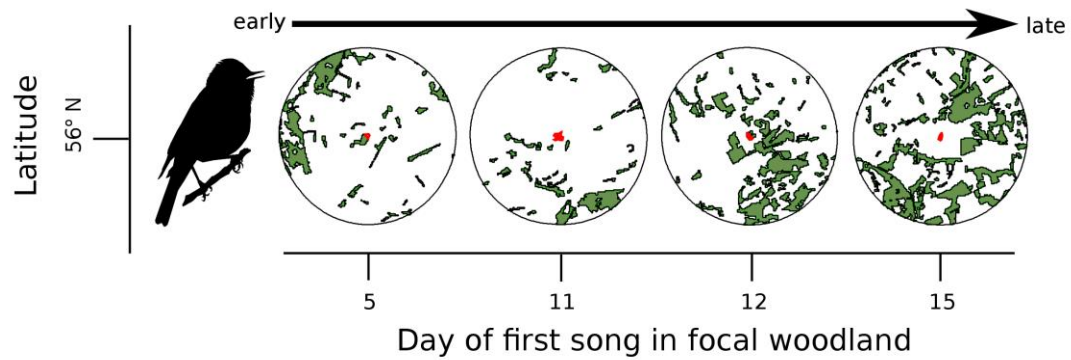 early
late
Latitude
56° N
5
11
12
15
Day of first song in focal woodland